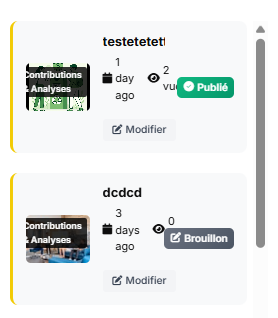 testetetett
Contributions
& Analyses
1
day
ago
2
vues
Publié
Modifier
dcdcd
Contributions
& Analyses
3
days
ago
0
Brouillon
Modifier